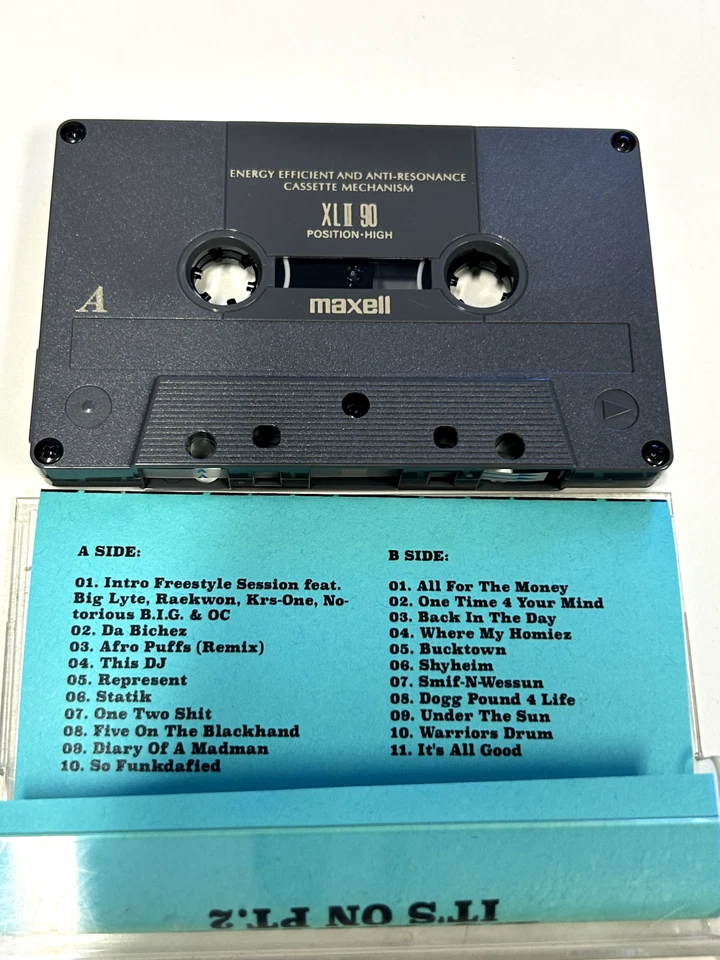 ENERGY EFFICIENT AND ANTI-RESONANCE
CASSETTE MECHANISM
XLII 90
POSITION·HIGH
A
maxell
A SIDE:
01. Intro Freestyle Session feat.
Big Lyte, Raekwon, Krs-One, No-
torious B.I.G. & OC
02. Da Bichez
03. Afro Puffs (Remix)
04. This DJ
05. Represent
06. Statik
07. One Two Shit
08. Five On The Blackhand
09. Diary Of A Madman
10. So Funkdafied
B SIDE:
01. All For The Money
02. One Time 4 Your Mind
03. Back In The Day
04. Where My Homiez
05. Bucktown
06. Shyheim
07. Smif-N-Wessun
08. Dogg Pound 4 Life
09. Under The Sun
10. Warriors Drum
11. It's All Good
IT'S ON PT.2